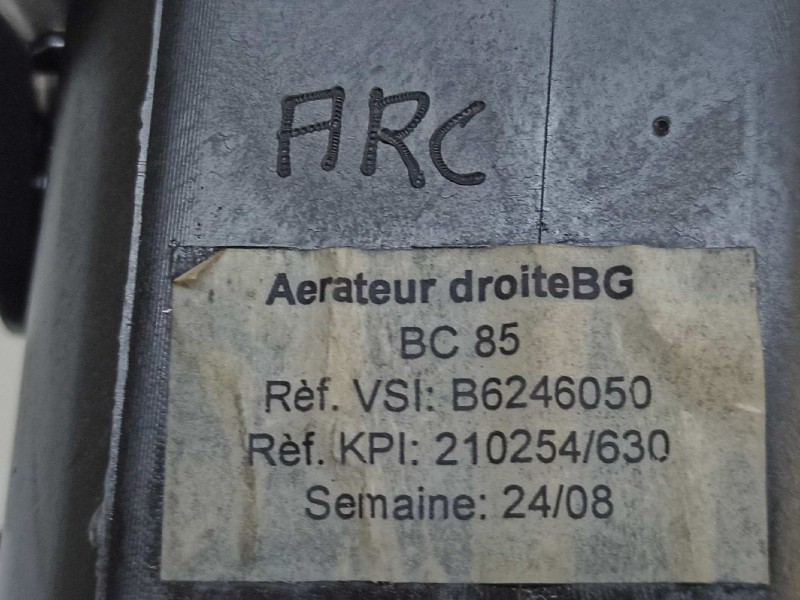 ARC
Aerateur droiteBG
BC 85
Rèf. VSI: B6246050
Rèf. KPI: 210254/630
Semaine: 24/08